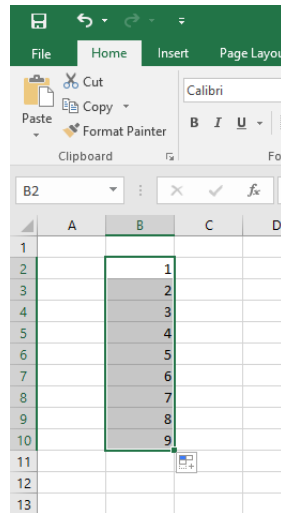 File Home Insert Page Layou
Cut
Copy
Paste
Format Painter
Calibri
B I U
Clipboard
Fo
B2
fx
A B C D
1
2 1
3 2
4 3
5 4
6 5
7 6
8 7
9 8
10 9
11
12
13